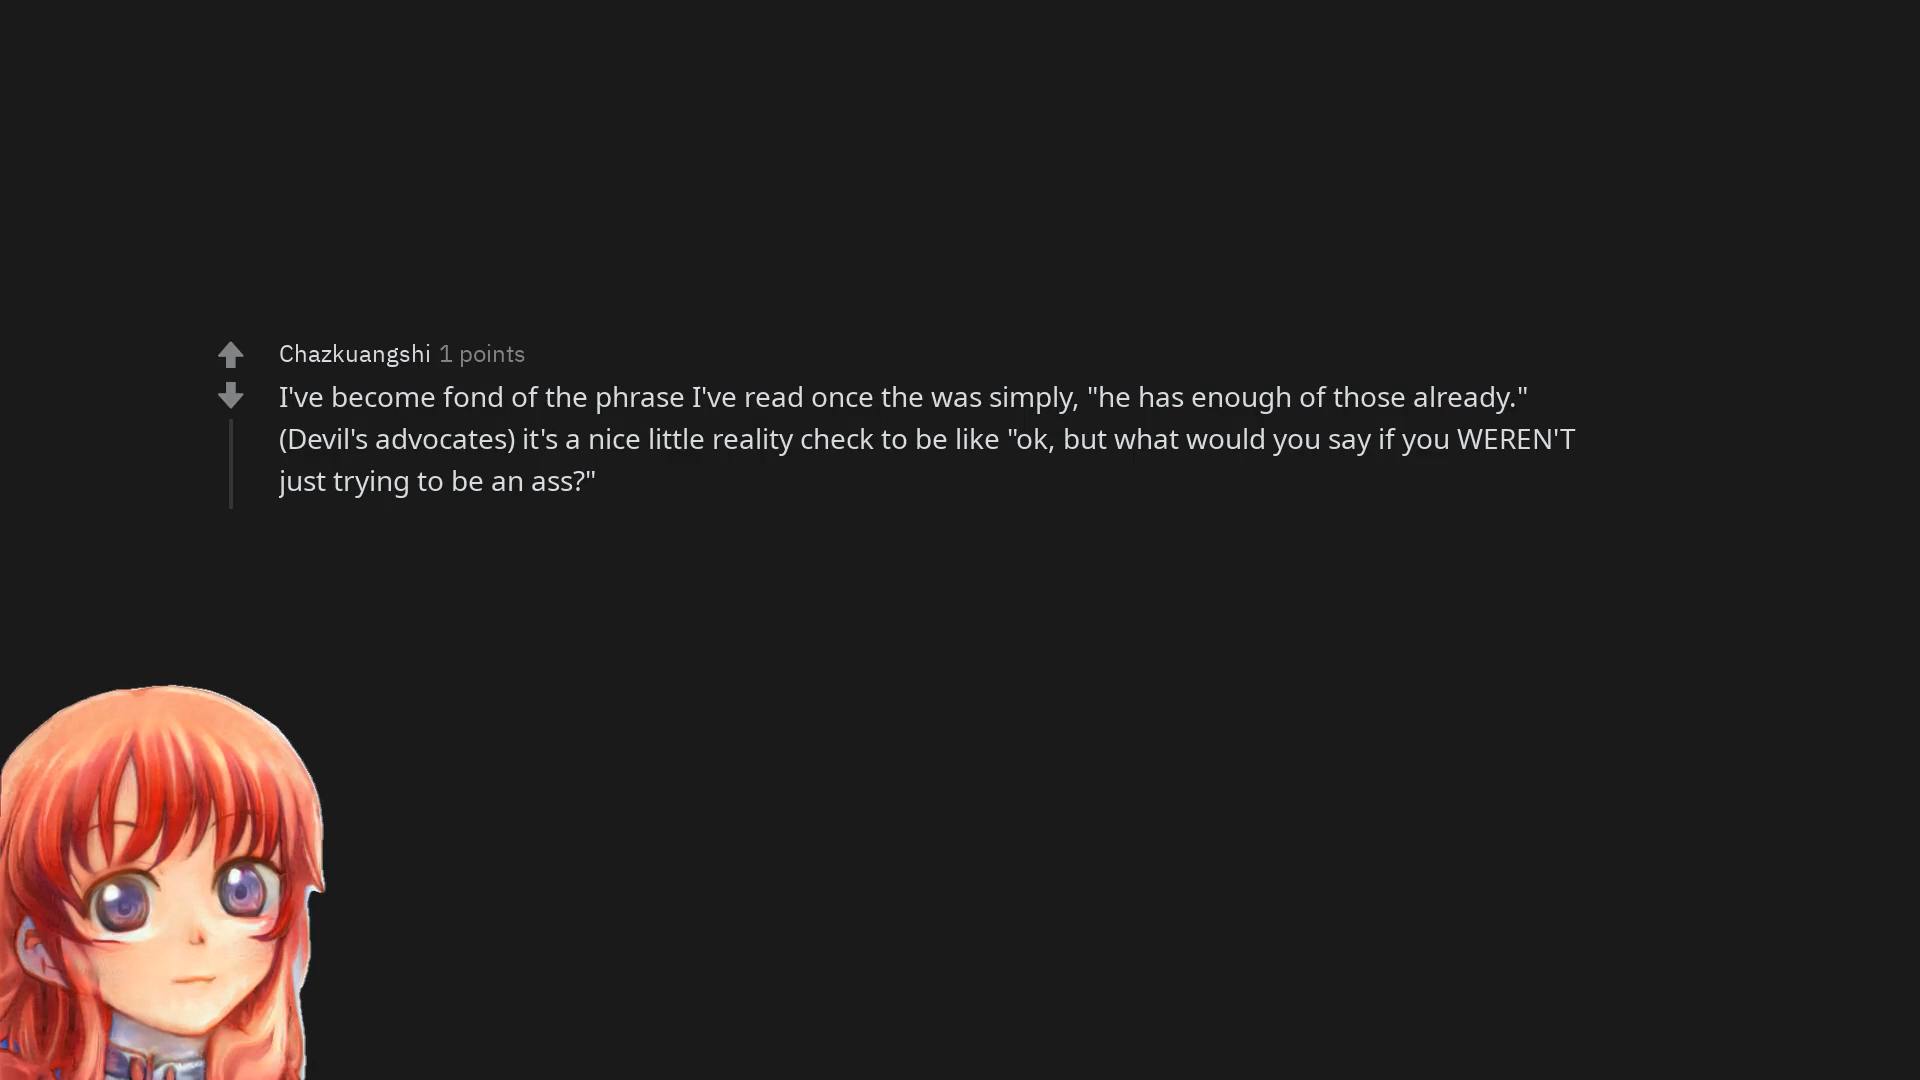 Chazkuangshi 1 points
I've become fond of the phrase I've read once the was simply, "he has enough of those already."
(Devil's advocates) it's a nice little reality check to be like "ok, but what would you say if you WEREN'T
just trying to be an ass?"